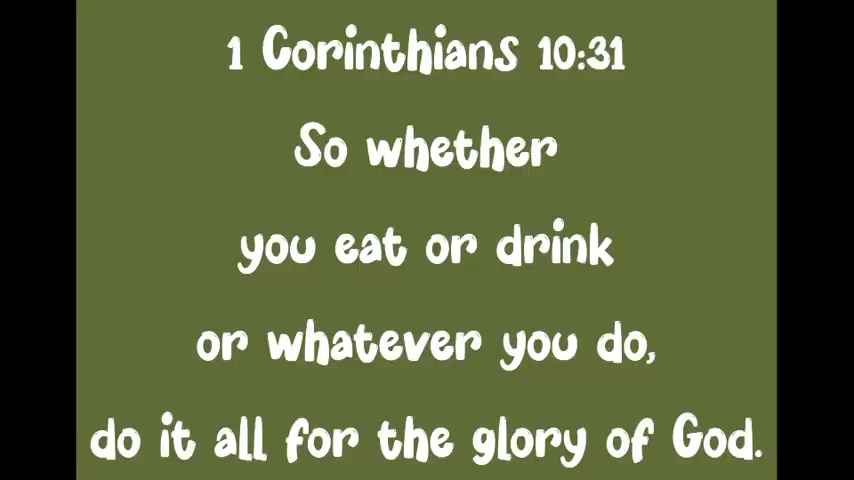 1 Corinthians 10:31
So whether
you eat or drink
or whatever you do,
do it all for the glory of God.